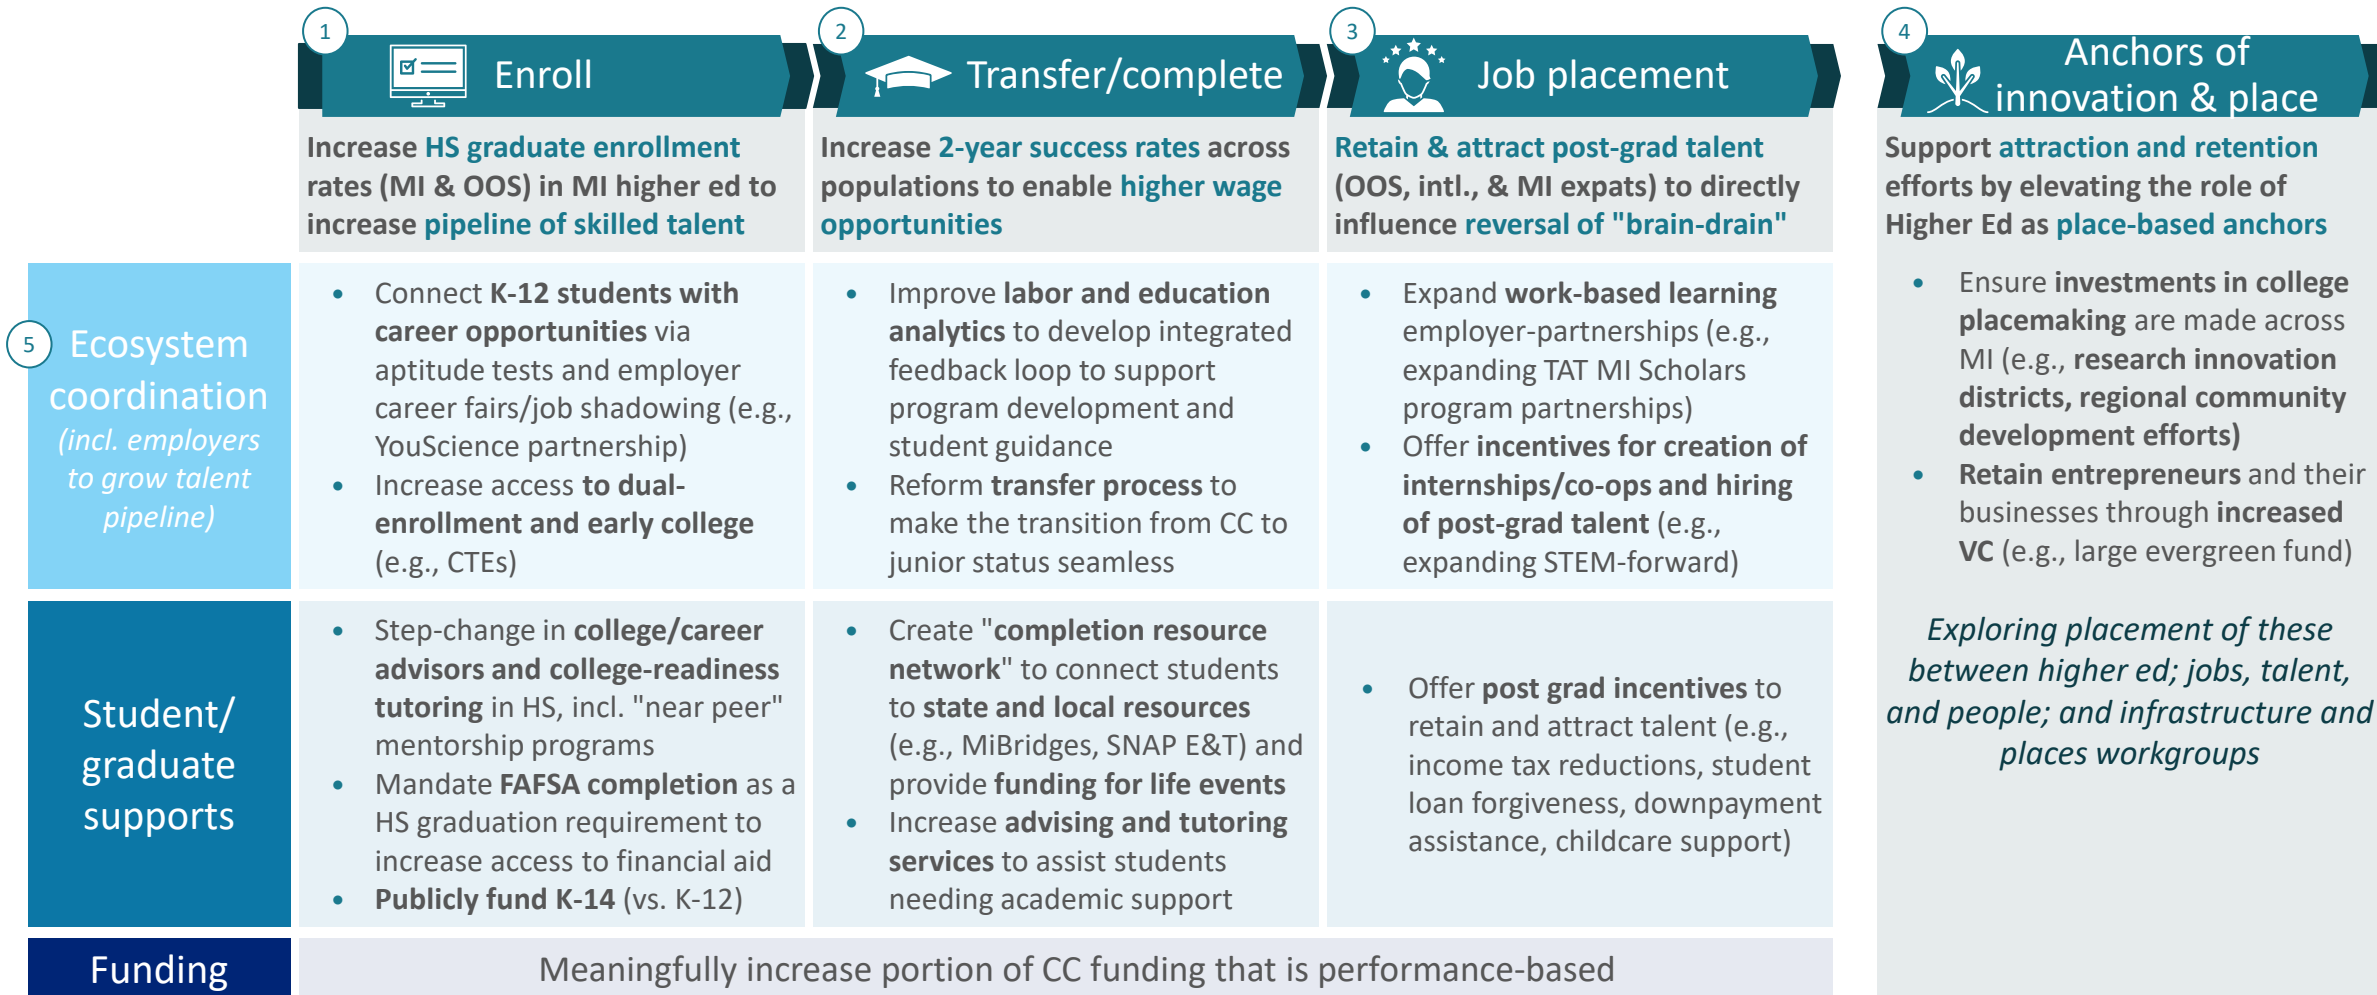 1
Enroll
2
Transfer/complete
3
Job placement
4
Anchors of
innovation & place
Increase HS graduate enrollment
rates (MI & OOS) in MI higher ed to
increase pipeline of skilled talent
Increase 2-year success rates across
populations to enable higher wage
opportunities
Retain & attract post-grad talent
(OOS, intl., & MI expats) to directly
influence reversal of "brain-drain"
Support attraction and retention
efforts by elevating the role of
Higher Ed as place-based anchors
5
Ecosystem
coordination
(incl. employers
to grow talent
pipeline)
• Connect K-12 students with
career opportunities via
aptitude tests and employer
career fairs/job shadowing (e.g.,
YouScience partnership)
• Increase access to dual-
enrollment and early college
(e.g., CTEs)
• Improve labor and education
analytics to develop integrated
feedback loop to support
program development and
student guidance
• Reform transfer process to
make the transition from CC to
junior status seamless
• Expand work-based learning
employer-partnerships (e.g.,
expanding TAT MI Scholars
program partnerships)
• Offer incentives for creation of
internships/co-ops and hiring
of post-grad talent (e.g.,
expanding STEM-forward)
• Ensure investments in college
placemaking are made across
MI (e.g., research innovation
districts, regional community
development efforts)
• Retain entrepreneurs and their
businesses through increased
VC (e.g., large evergreen fund)
Exploring placement of these
between higher ed; jobs, talent,
and people; and infrastructure and
places workgroups
Student/
graduate
supports
• Step-change in college/career
advisors and college-readiness
tutoring in HS, incl. "near peer"
mentorship programs
• Mandate FAFSA completion as a
HS graduation requirement to
increase access to financial aid
• Publicly fund K-14 (vs. K-12)
• Create "completion resource
network" to connect students
to state and local resources
(e.g., MiBridges, SNAP E&T) and
provide funding for life events
• Increase advising and tutoring
services to assist students
needing academic support
• Offer post grad incentives to
retain and attract talent (e.g.,
income tax reductions, student
loan forgiveness, downpayment
assistance, childcare support)
Funding
Meaningfully increase portion of CC funding that is performance-based